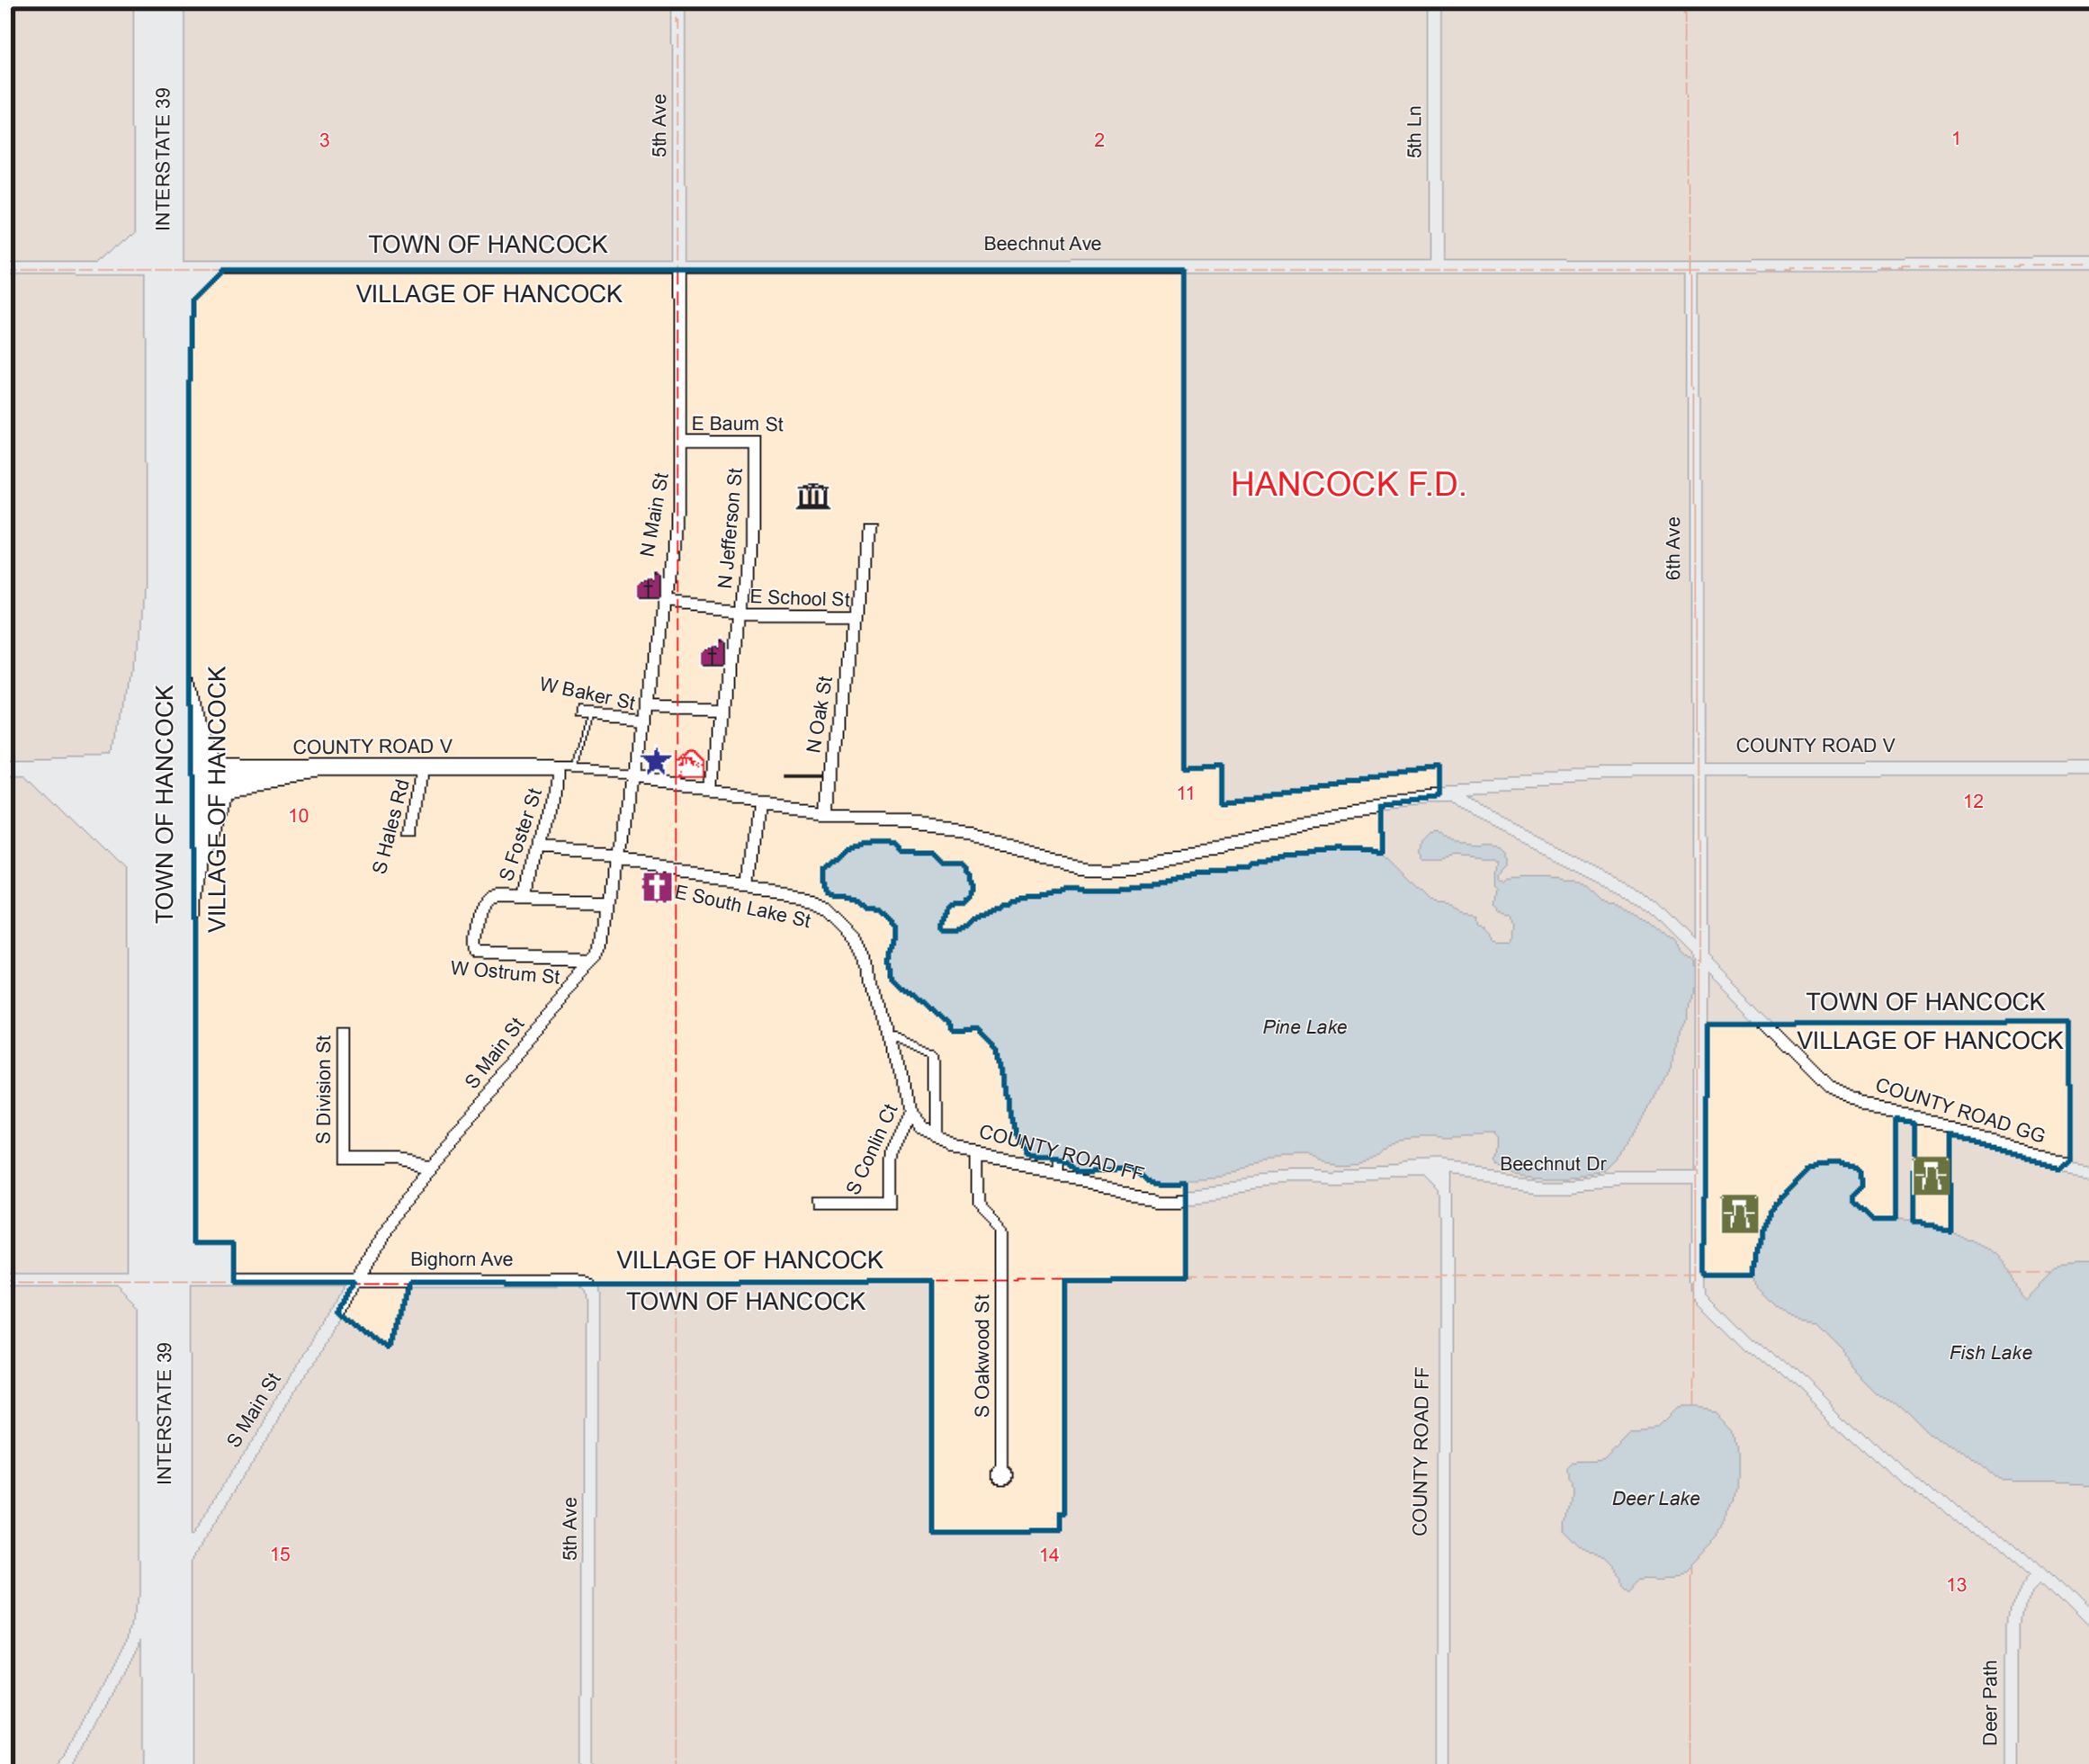 INTERSTATE 39
3
5th Ave
2
5th Ln
1
TOWN OF HANCOCK
Beechnut Ave
VILLAGE OF HANCOCK
E Baum St
N Main St
N Jefferson St
HANCOCK F.D.
6th Ave
E School St
W Baker St
N Oak St
TOWN OF HANCOCK
VILLAGE OF HANCOCK
COUNTY ROAD V
COUNTY ROAD V
10
S Hales Rd
S Foster St
11
12
E South Lake St
W Ostrum St
Pine Lake
TOWN OF HANCOCK
VILLAGE OF HANCOCK
S Division St
S Main St
COUNTY ROAD GG
S Conlin Ct
COUNTY ROAD FF
Beechnut Dr
Bighorn Ave
VILLAGE OF HANCOCK
TOWN OF HANCOCK
INTERSTATE 39
S Main St
S Oakwood St
COUNTY ROAD FF
Fish Lake
Deer Lake
5th Ave
15
14
13
Deer Path